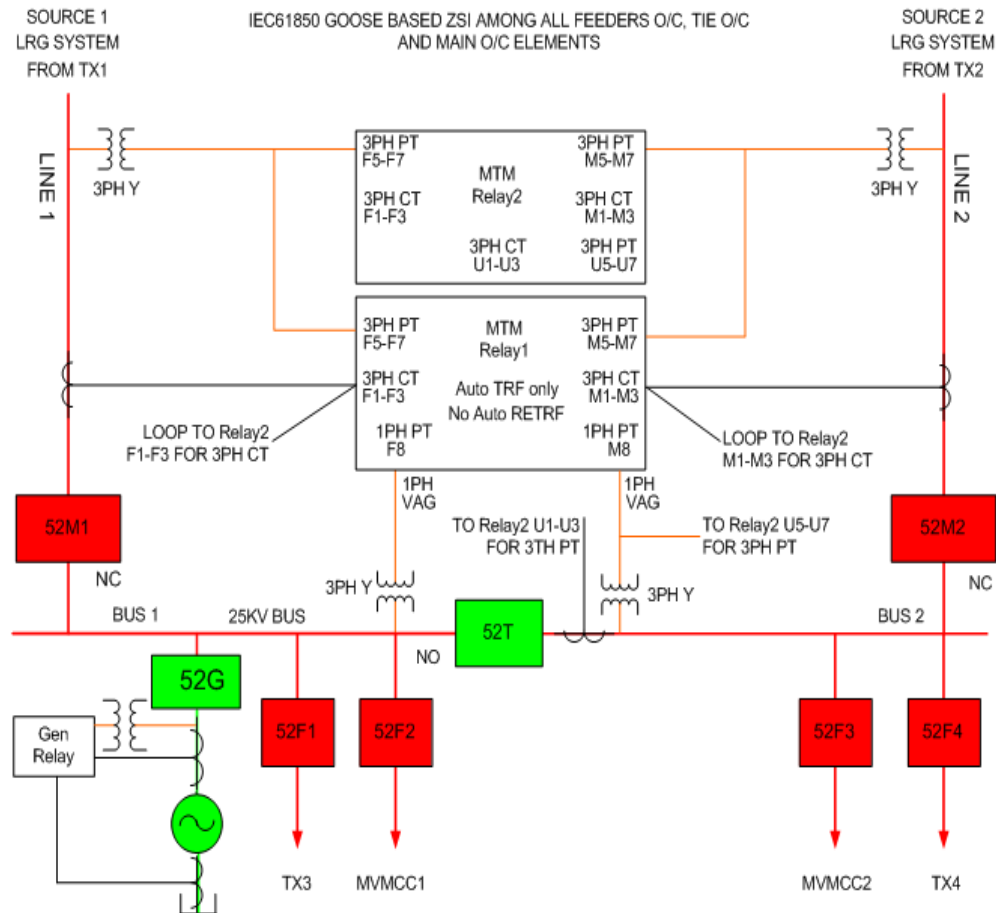 SOURCE 1
LRG SYSTEM
FROM TX1
IEC61850 GOOSE BASED ZSI AMONG ALL FEEDERS O/C, TIE O/C
AND MAIN O/C ELEMENTS
SOURCE 2
LRG SYSTEM
FROM TX2
LINE 1
3PH Y
3PH PT
F5-F7
3PH CT
F1-F3
MTM
Relay2
3PH CT
U1-U3
3PH PT
M5-M7
3PH CT
M1-M3
3PH PT
U5-U7
3PH Y
LINE 2
3PH PT
F5-F7
3PH CT
F1-F3
1PH PT
F8
MTM
Relay1
Auto TRF only
No Auto RETRF
3PH PT
M5-M7
3PH CT
M1-M3
1PH PT
M8
LOOP TO Relay2
F1-F3 FOR 3PH CT
LOOP TO Relay2
M1-M3 FOR 3PH CT
1PH
VAG
1PH
VAG
52M1
NC
TO Relay2 U1-U3
FOR 3TH PT
TO Relay2 U5-U7
FOR 3PH PT
52M2
NC
3PH Y
3PH Y
BUS 1
25KV BUS
52T
NO
BUS 2
52G
Gen
Relay
52F1
52F2
52F3
52F4
TX3
MVMCC1
MVMCC2
TX4